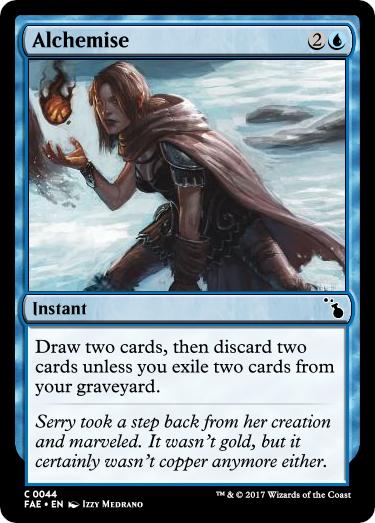 Alchemise 2
Instant
Draw two cards, then discard two
cards unless you exile two cards from
your graveyard.
Serry took a step back from her creation
and marveled. It wasn't gold, but it
certainly wasn't copper anymore either.
C 0044
FAE • EN Izzy Medrano
™ & © 2017 Wizards of the Coast